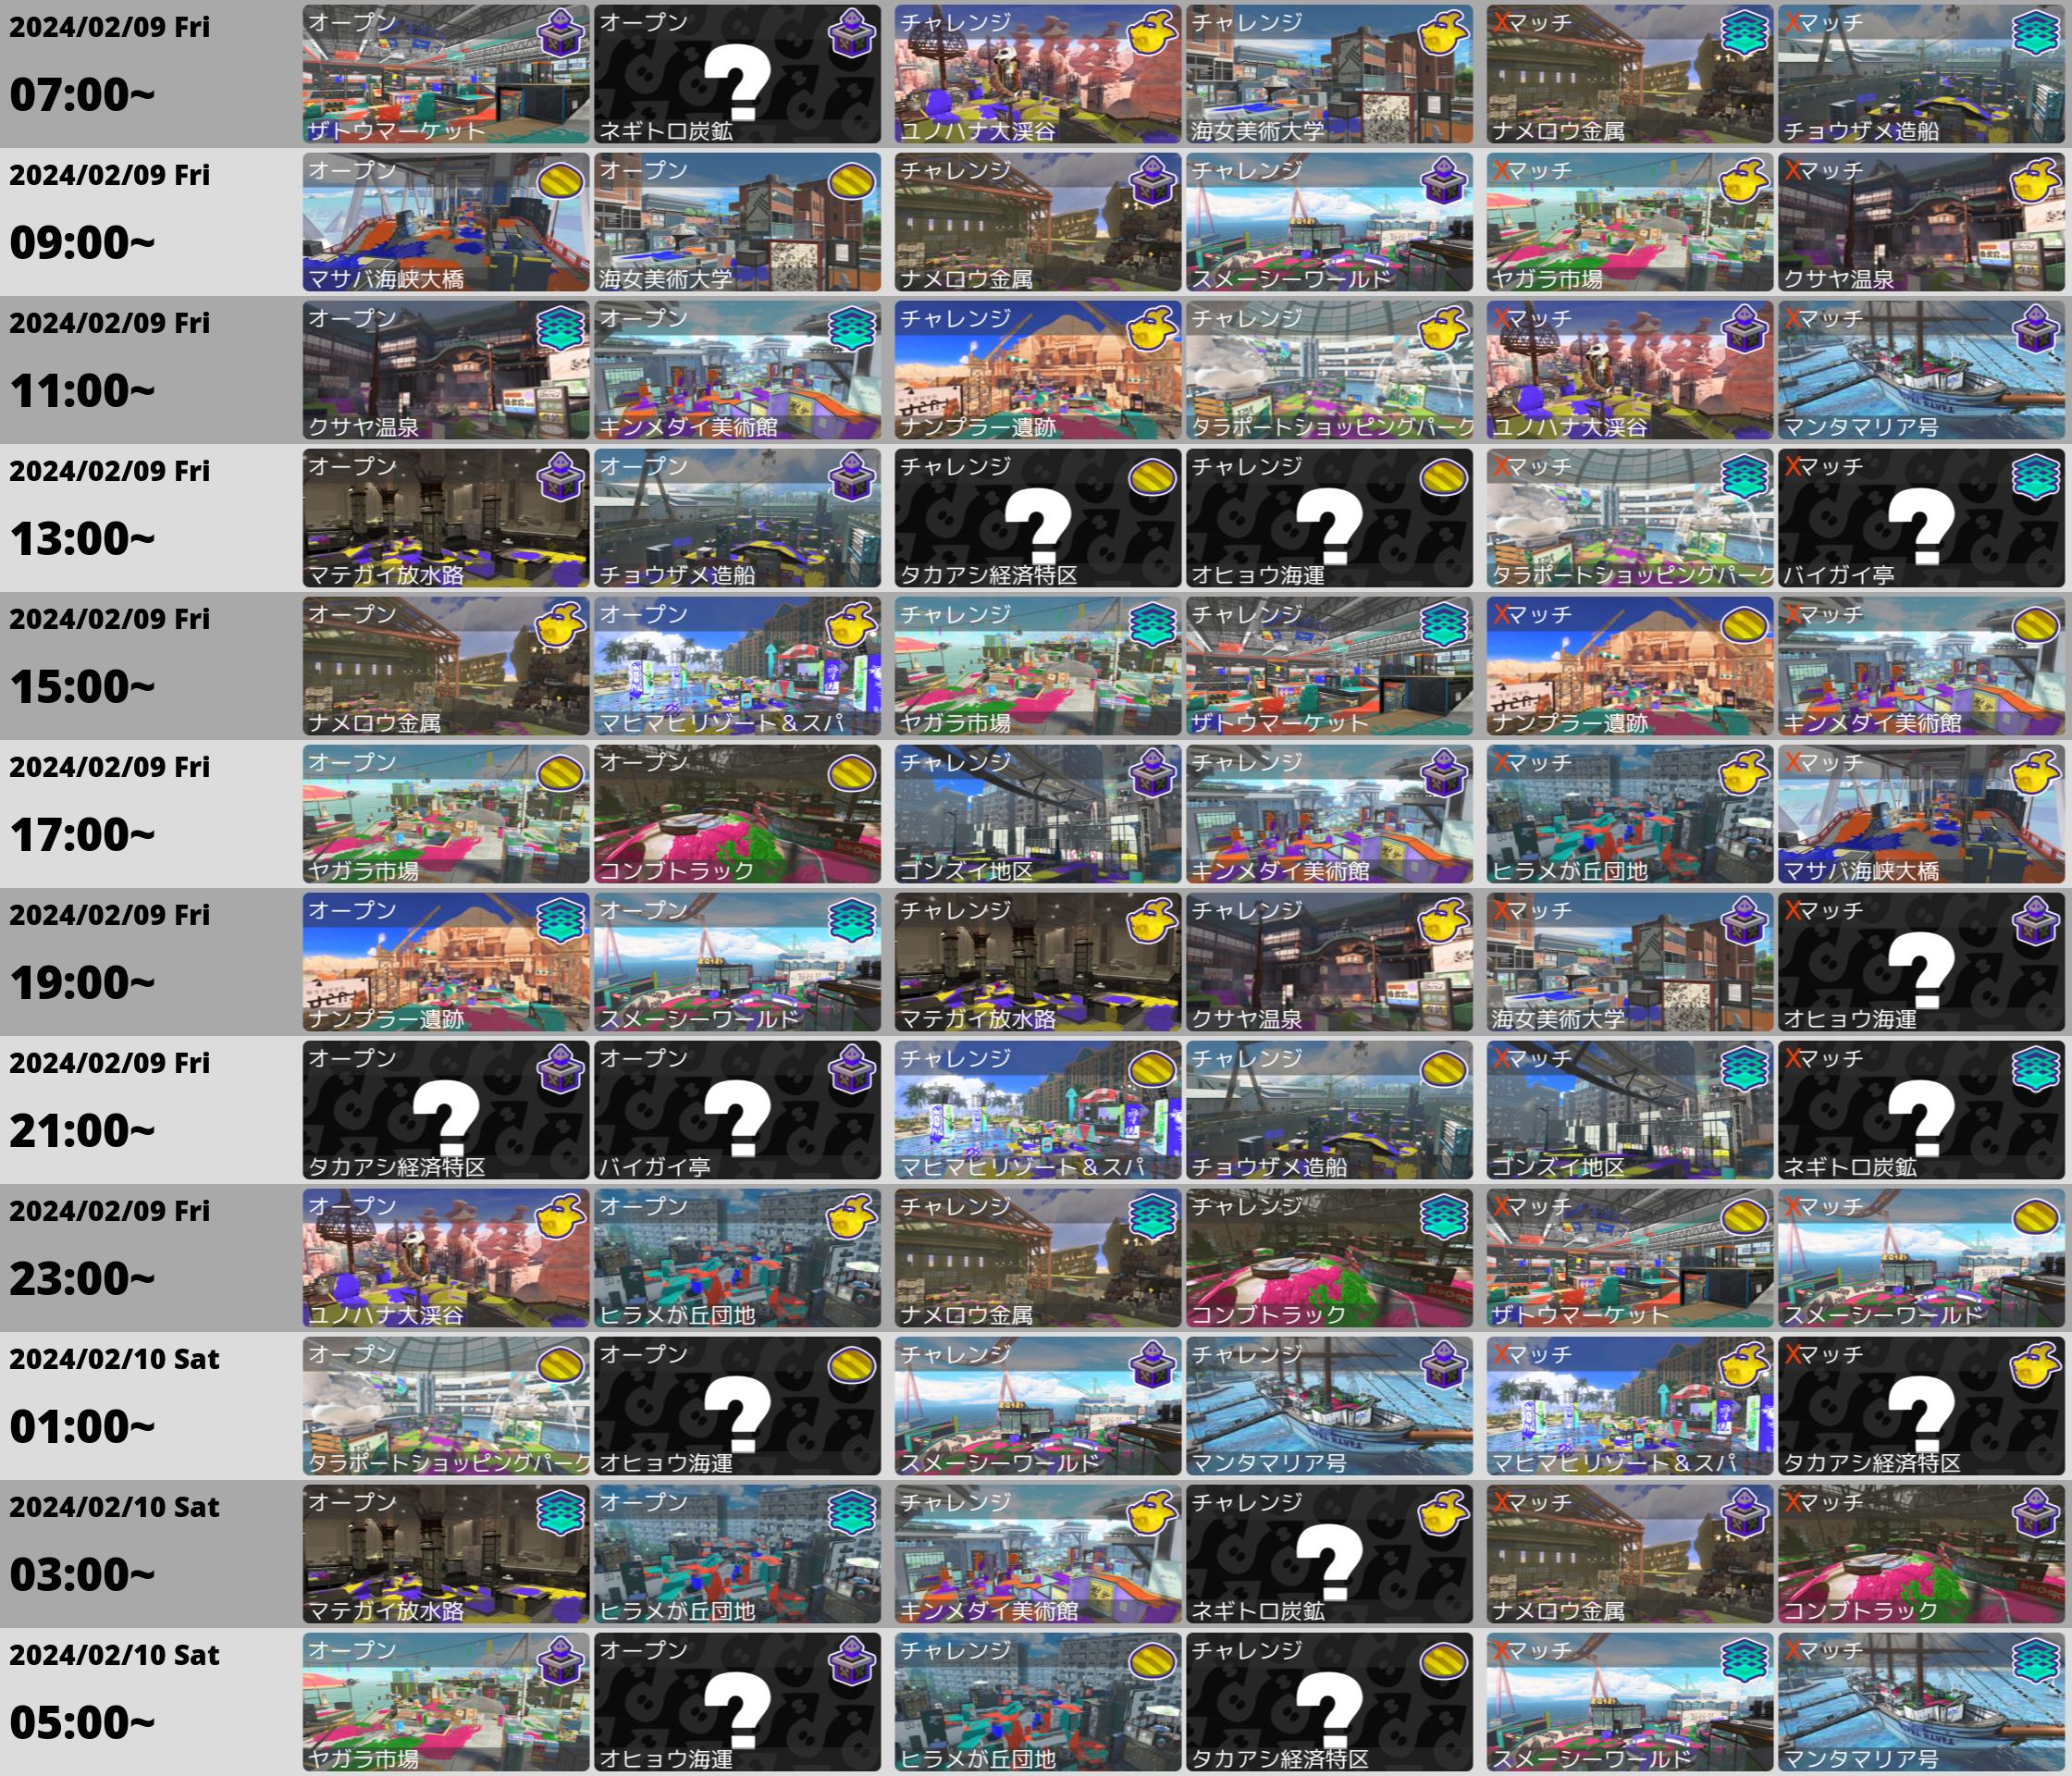 2024/02/09 Fri
07:00~
オープン オープン チャレンジ チャレンジ Xマッチ Xマッチ
ザトウマーケット ネギトロ炭鉱 ユノハナ大渓谷 海女美術大学 ナメロウ金属 チョウザメ造船
2024/02/09 Fri
09:00~
オープン オープン チャレンジ チャレンジ Xマッチ Xマッチ
マサバ海峡大橋 海女美術大学 ナメロウ金属 スメーシーワールド ヤガラ市場 クサヤ温泉
2024/02/09 Fri
11:00~
オープン オープン チャレンジ チャレンジ Xマッチ Xマッチ
クサヤ温泉 キンメダイ美術館 ナンプラー遺跡 タラポートショッピングパーク ユノハナ大渓谷 マンタマリア号
2024/02/09 Fri
13:00~
オープン オープン チャレンジ チャレンジ Xマッチ Xマッチ
マテガイ放水路 チョウザメ造船 タカアシ経済特区 オヒョウ海運 タラポートショッピングパーク バイガイ亭
2024/02/09 Fri
15:00~
オープン オープン チャレンジ チャレンジ Xマッチ Xマッチ
ナメロウ金属 マヒマヒリゾート＆スパ ヤガラ市場 ザトウマーケット ナンプラー遺跡 キンメダイ美術館
2024/02/09 Fri
17:00~
オープン オープン チャレンジ チャレンジ Xマッチ Xマッチ
ヤガラ市場 コンブトラック ゴンズイ地区 キンメダイ美術館 ヒラメが丘団地 マサバ海峡大橋
2024/02/09 Fri
19:00~
オープン オープン チャレンジ チャレンジ Xマッチ Xマッチ
ナンプラー遺跡 スメーシーワールド マテガイ放水路 クサヤ温泉 海女美術大学 オヒョウ海運
2024/02/09 Fri
21:00~
オープン オープン チャレンジ チャレンジ Xマッチ Xマッチ
タカアシ経済特区 バイガイ亭 マヒマヒリゾート＆スパ チョウザメ造船 ゴンズイ地区 ネギトロ炭鉱
2024/02/09 Fri
23:00~
オープン オープン チャレンジ チャレンジ Xマッチ Xマッチ
ユノハナ大渓谷 ヒラメが丘団地 ナメロウ金属 コンブトラック ザトウマーケット スメーシーワールド
2024/02/10 Sat
01:00~
オープン オープン チャレンジ チャレンジ Xマッチ Xマッチ
タラポートショッピングパーク オヒョウ海運 スメーシーワールド マンタマリア号 マヒマヒリゾート＆スパ タカアシ経済特区
2024/02/10 Sat
03:00~
オープン オープン チャレンジ チャレンジ Xマッチ Xマッチ
マテガイ放水路 ヒラメが丘団地 キンメダイ美術館 ネギトロ炭鉱 ナメロウ金属 コンブトラック
2024/02/10 Sat
05:00~
オープン オープン チャレンジ チャレンジ Xマッチ Xマッチ
ヤガラ市場 オヒョウ海運 ヒラメが丘団地 タカアシ経済特区 スメーシーワールド マンタマリア号